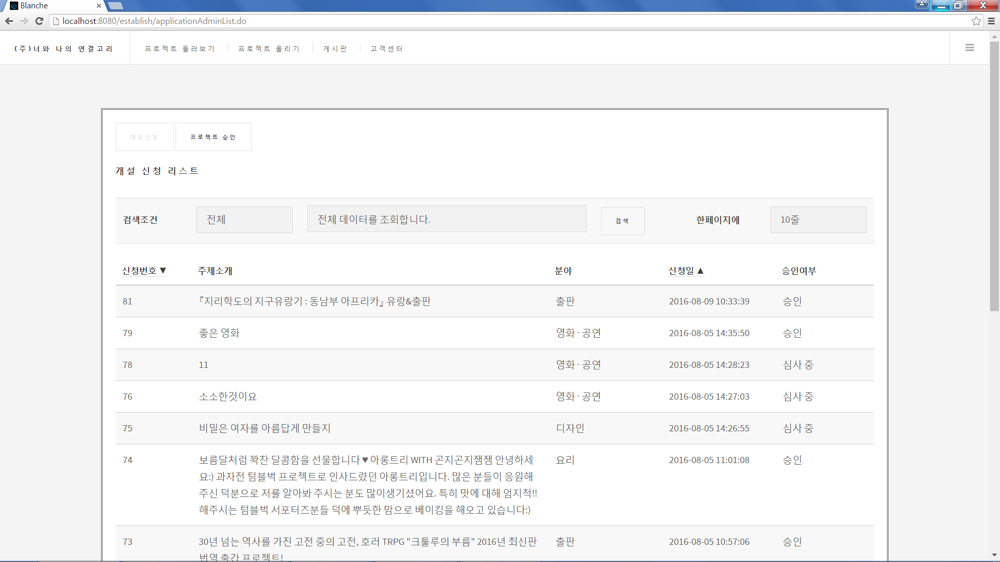 Blanche
localhost:8080/establish/applicationAdminList.do
(주)너와 나의 연결고리 프로젝트 둘러보기 프로젝트 올리기 게시판 고객센터
개설신청 프로젝트 승인
개설 신청 리스트
검색조건 전체 전체 데이터를 조회합니다. 검색 한페이지에 10줄
신청번호 ▼ 주제소개 분야 신청일 ▲ 승인여부
81 『지리학도의 지구유랑기 : 동남부 아프리카』 유랑&출판 출판 2016-08-09 10:33:39 승인
79 좋은 영화 영화 · 공연 2016-08-05 14:35:50 승인
78 11 영화 · 공연 2016-08-05 14:28:23 심사 중
76 소소한것이요 영화 · 공연 2016-08-05 14:27:03 심사 중
75 비밀은 여자를 아름답게 만들지 디자인 2016-08-05 14:26:55 심사 중
74 보름달처럼 꽉찬 달콤함을 선물합니다 ♥ 아롱트리 WITH 곤지곤지잼잼 안녕하세 요리 2016-08-05 11:01:08 승인
요:) 과자전 텀블벅 프로젝트로 인사드렸던 아롱트리입니다. 많은 분들이 응원해
주신 덕분으로 저를 알아봐 주시는 분도 많이생기셨어요. 특히 맛에 대해 엄지척!!
해주시는 텀블벅 서포터즈분들 덕에 뿌듯한 맘으로 베이킹을 해오고 있습니다:)
73 30년 넘는 역사를 가진 고전 중의 고전, 호러 TRPG "크툴루의 부름" 2016년 최신판 출판 2016-08-05 10:57:06 승인
번역 출간 프로젝트!